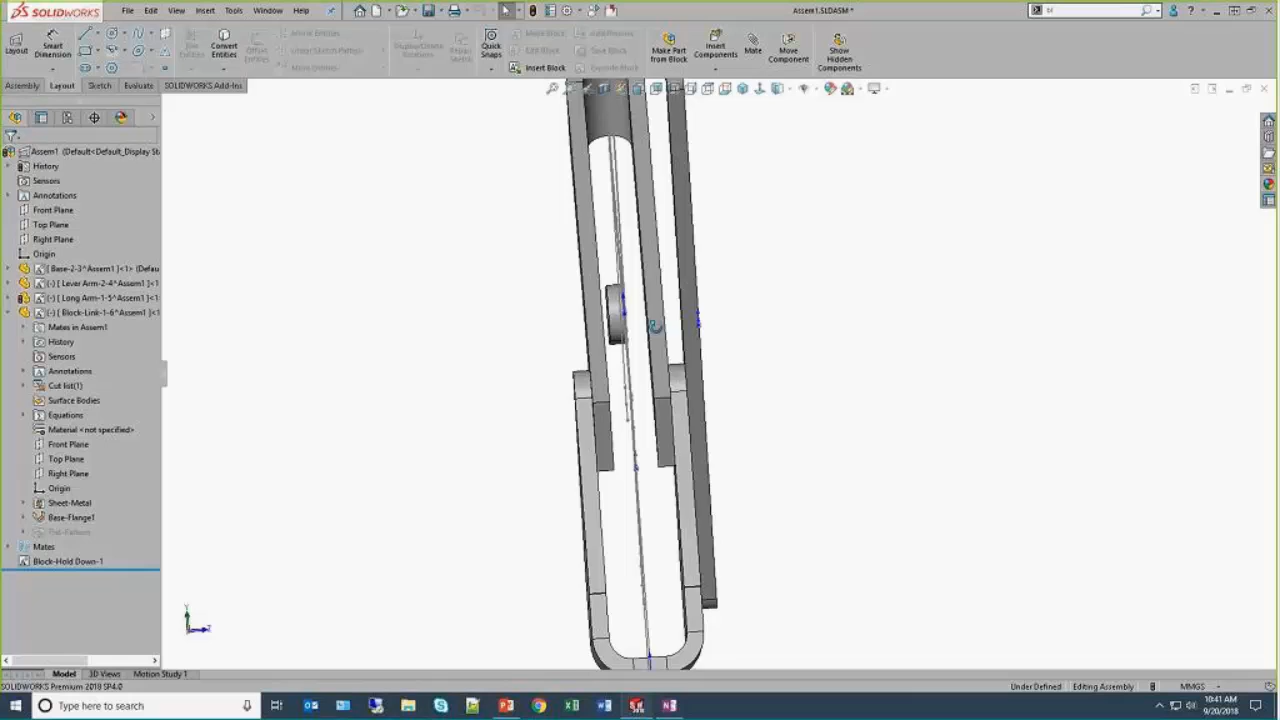 SOLIDWORKS
File Edit View Insert Tools Window Help
Assem1.SLDASM *
Layout
Smart Dimension
Convert Entities
Quick Snaps
Insert Block
Make Part from Block
Insert Components
Mate
Move Component
Show Hidden Components
Assembly Layout Sketch Evaluate SOLIDWORKS Add-Ins
Assem1 (Default<Default_Display Sta
History
Sensors
Annotations
Front Plane
Top Plane
Right Plane
Origin
[ Base-2-3^Assem1 ]<1> (Defau
(-) [ Lever Arm-2-4^Assem1 ]<1
(-) [ Long Arm-1-5^Assem1 ]<1>
(-) [ Block-Link-1-6^Assem1 ]<1
Mates in Assem1
History
Sensors
Annotations
Cut list(1)
Surface Bodies
Equations
Material <not specified>
Front Plane
Top Plane
Right Plane
Origin
Sheet-Metal
Base-Flange1
Flat-Pattern
Mates
Block-Hold Down-1
Y
Z
Model 3D Views Motion Study 1
SOLIDWORKS Premium 2018 SP4.0
Under Defined Editing Assembly MMGS
Type here to search
10:41 AM
9/20/2018